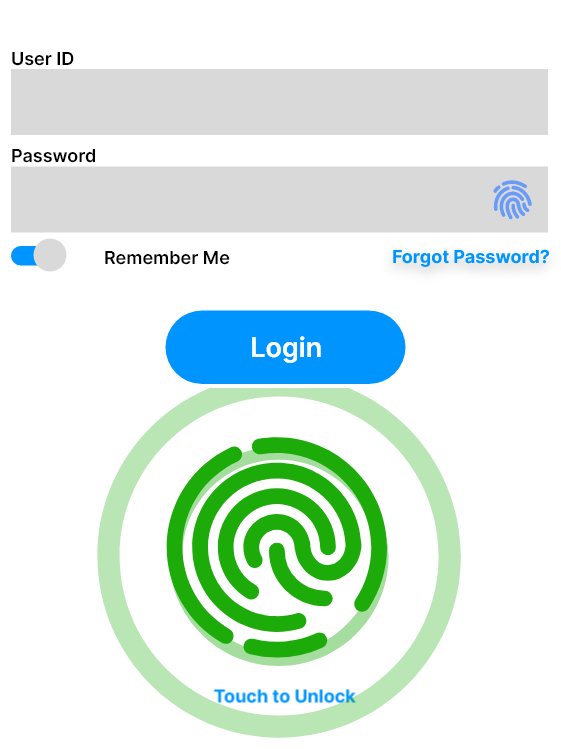 User ID
Password
Remember Me
Forgot Password?
Login
Touch to Unlock